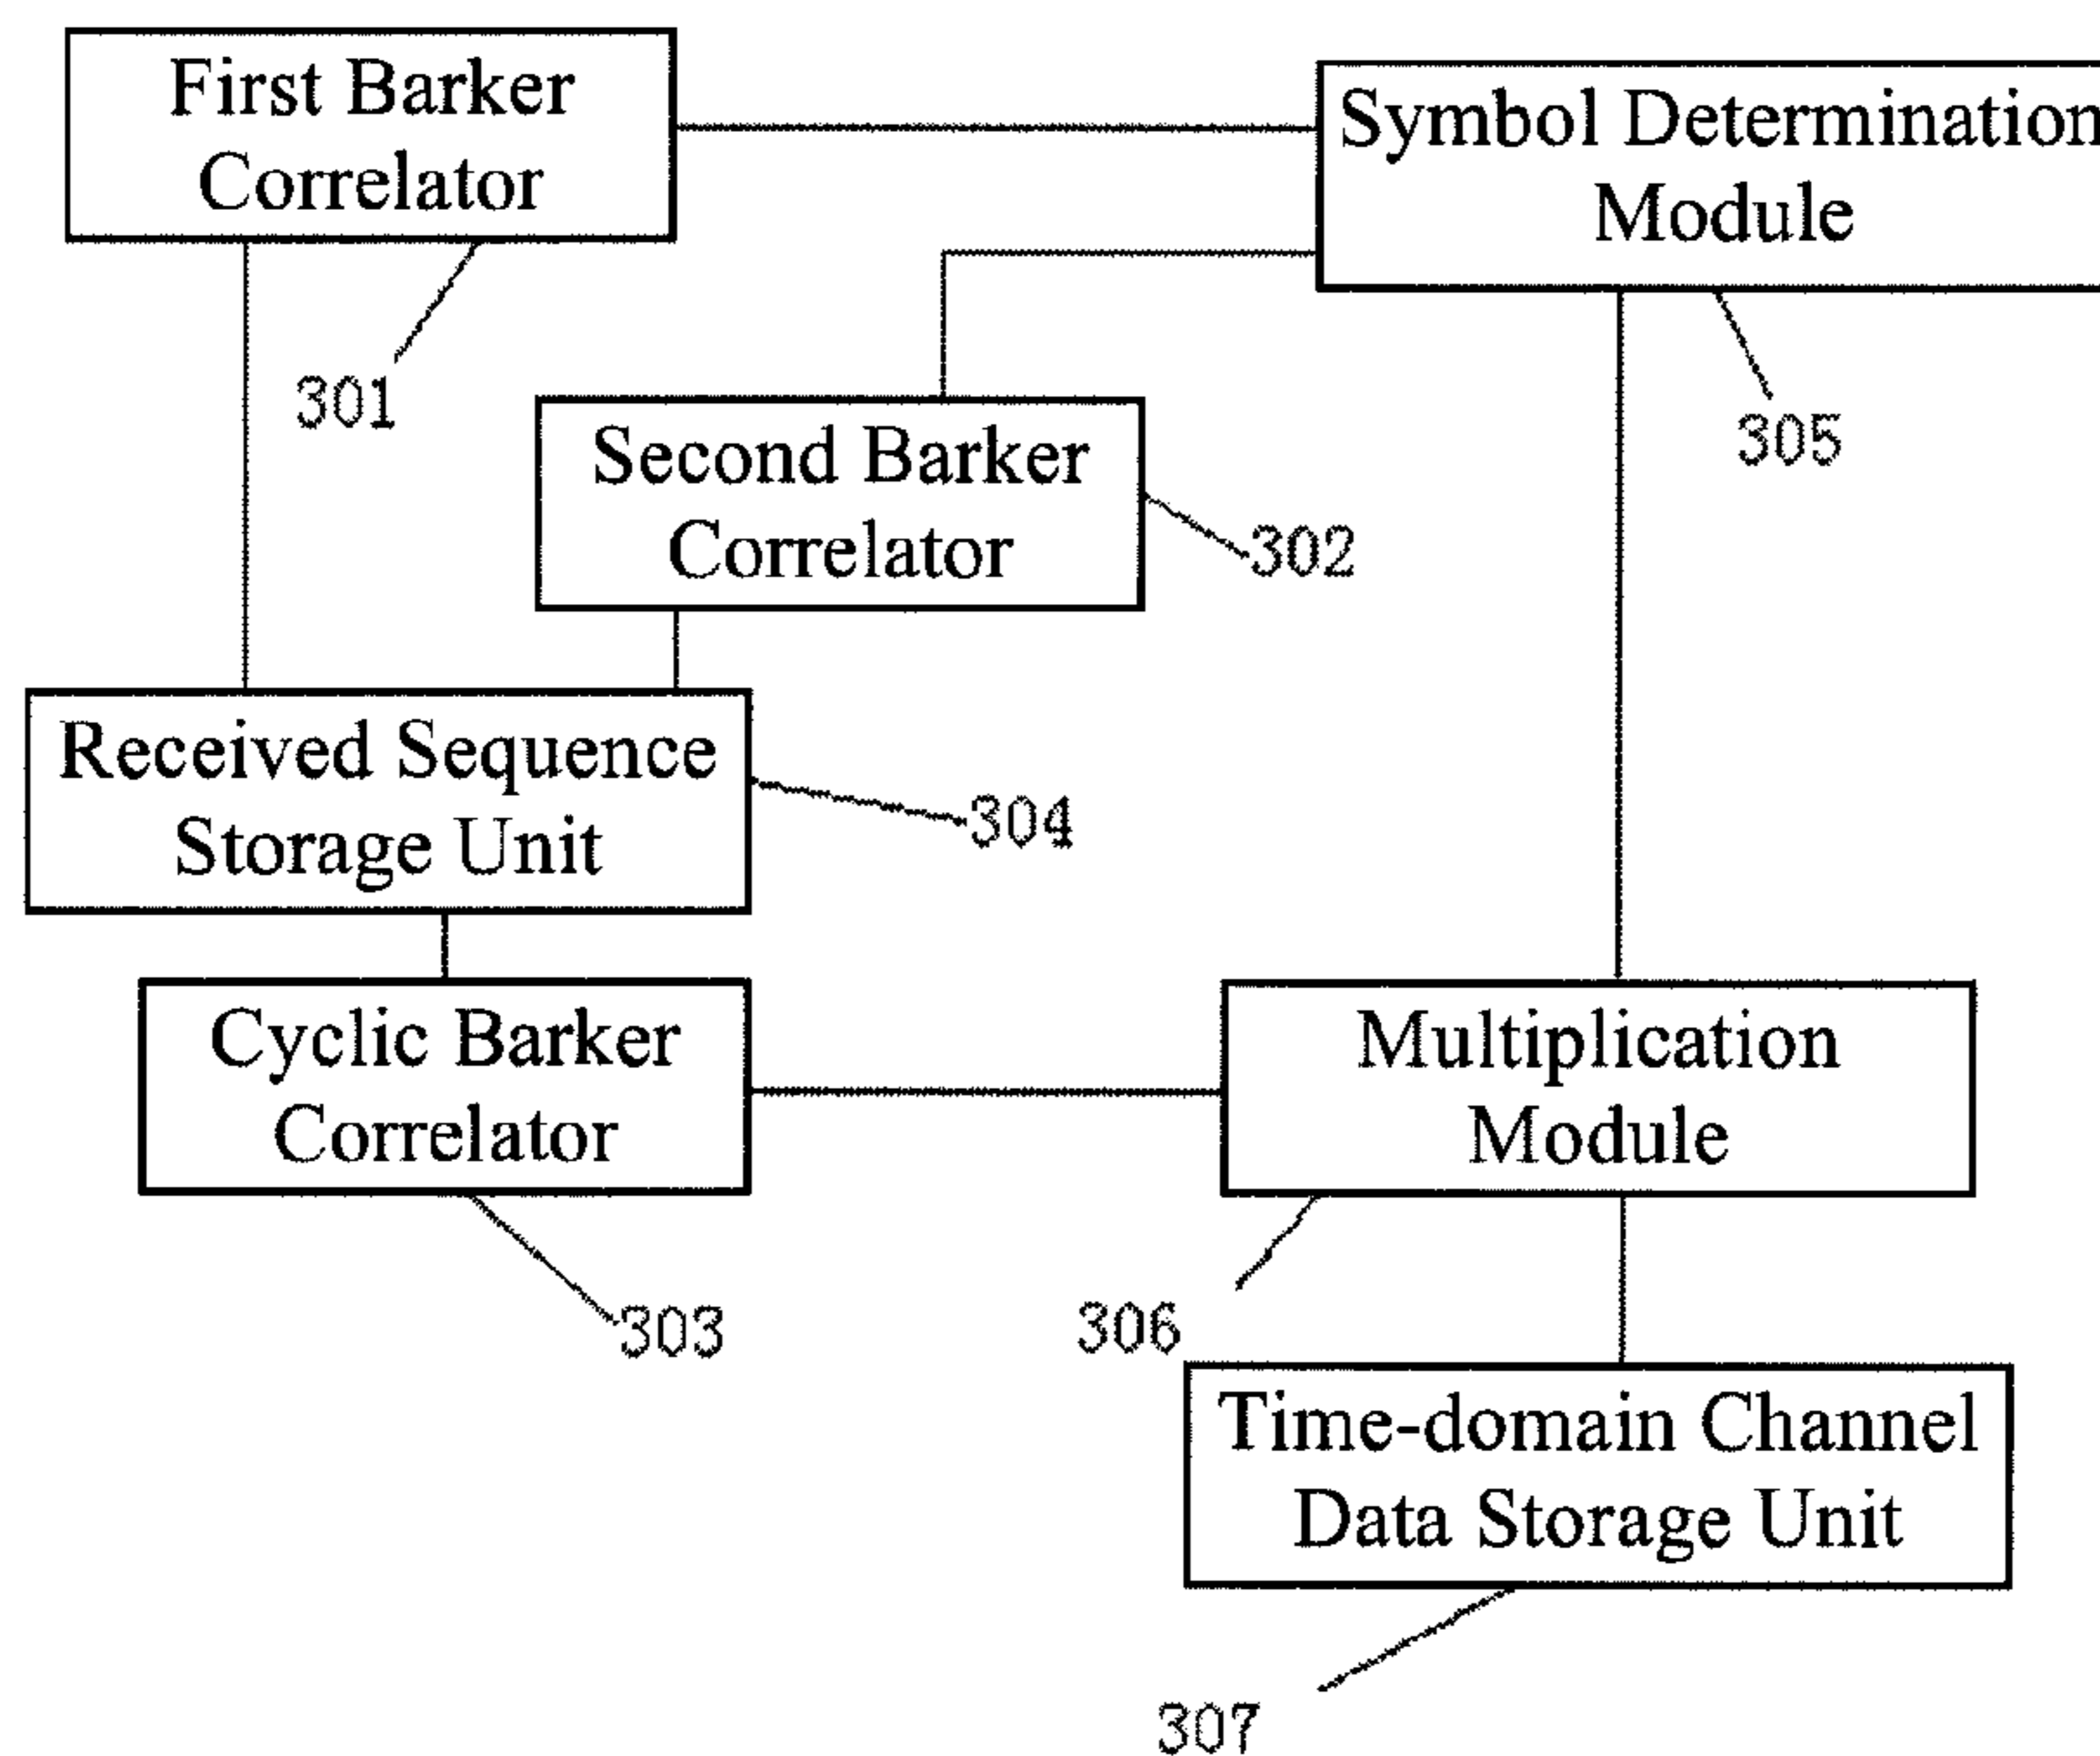 First Barker
Correlator
Symbol Determination
Module
301
305
Second Barker
Correlator
302
Received Sequence
Storage Unit
304
Cyclic Barker
Correlator
Multiplication
Module
303
306
Time-domain Channel
Data Storage Unit
307